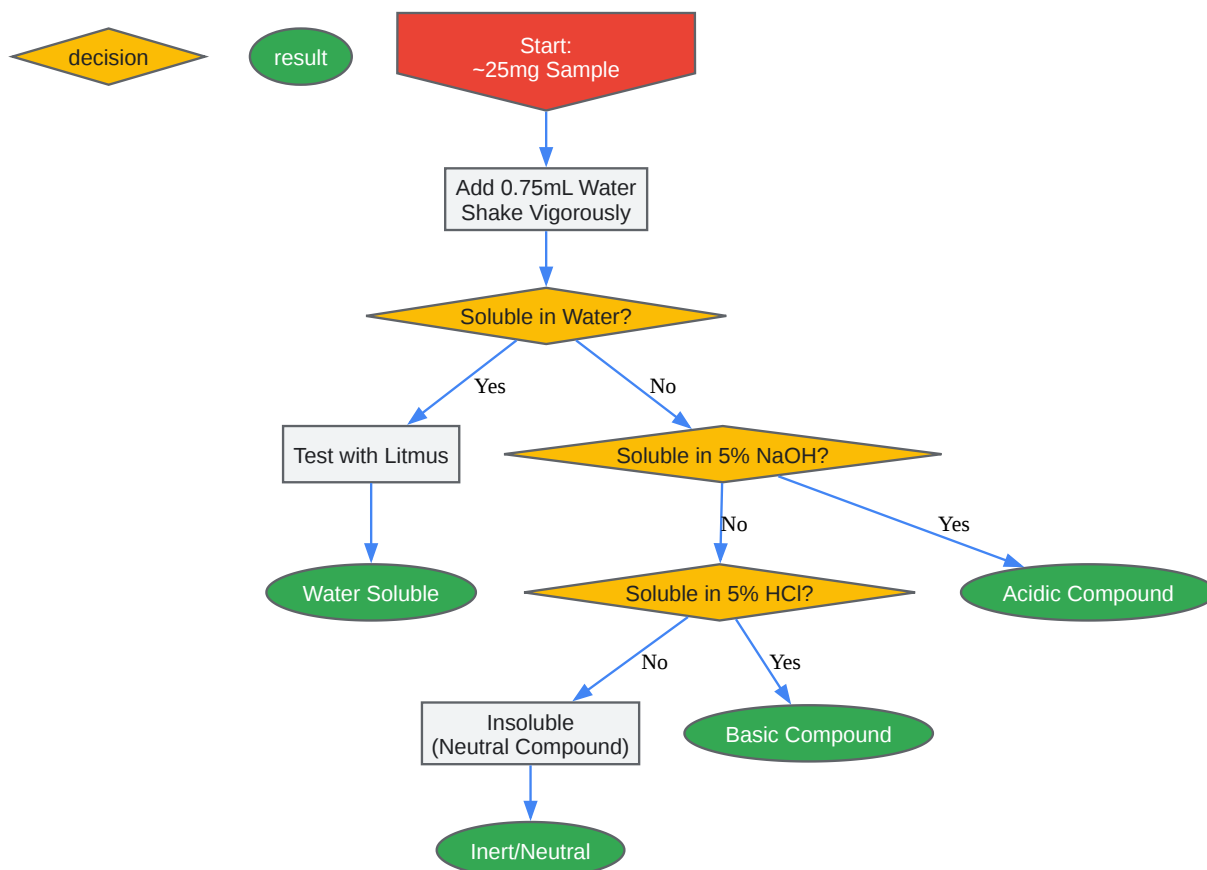 decision
result
Start:
~25mg Sample
Add 0.75mL Water
Shake Vigorously
Soluble in Water?
Yes
No
Test with Litmus
Soluble in 5% NaOH?
No
Yes
Water Soluble
Soluble in 5% HCl?
Acidic Compound
No
Yes
Insoluble
(Neutral Compound)
Basic Compound
Inert/Neutral